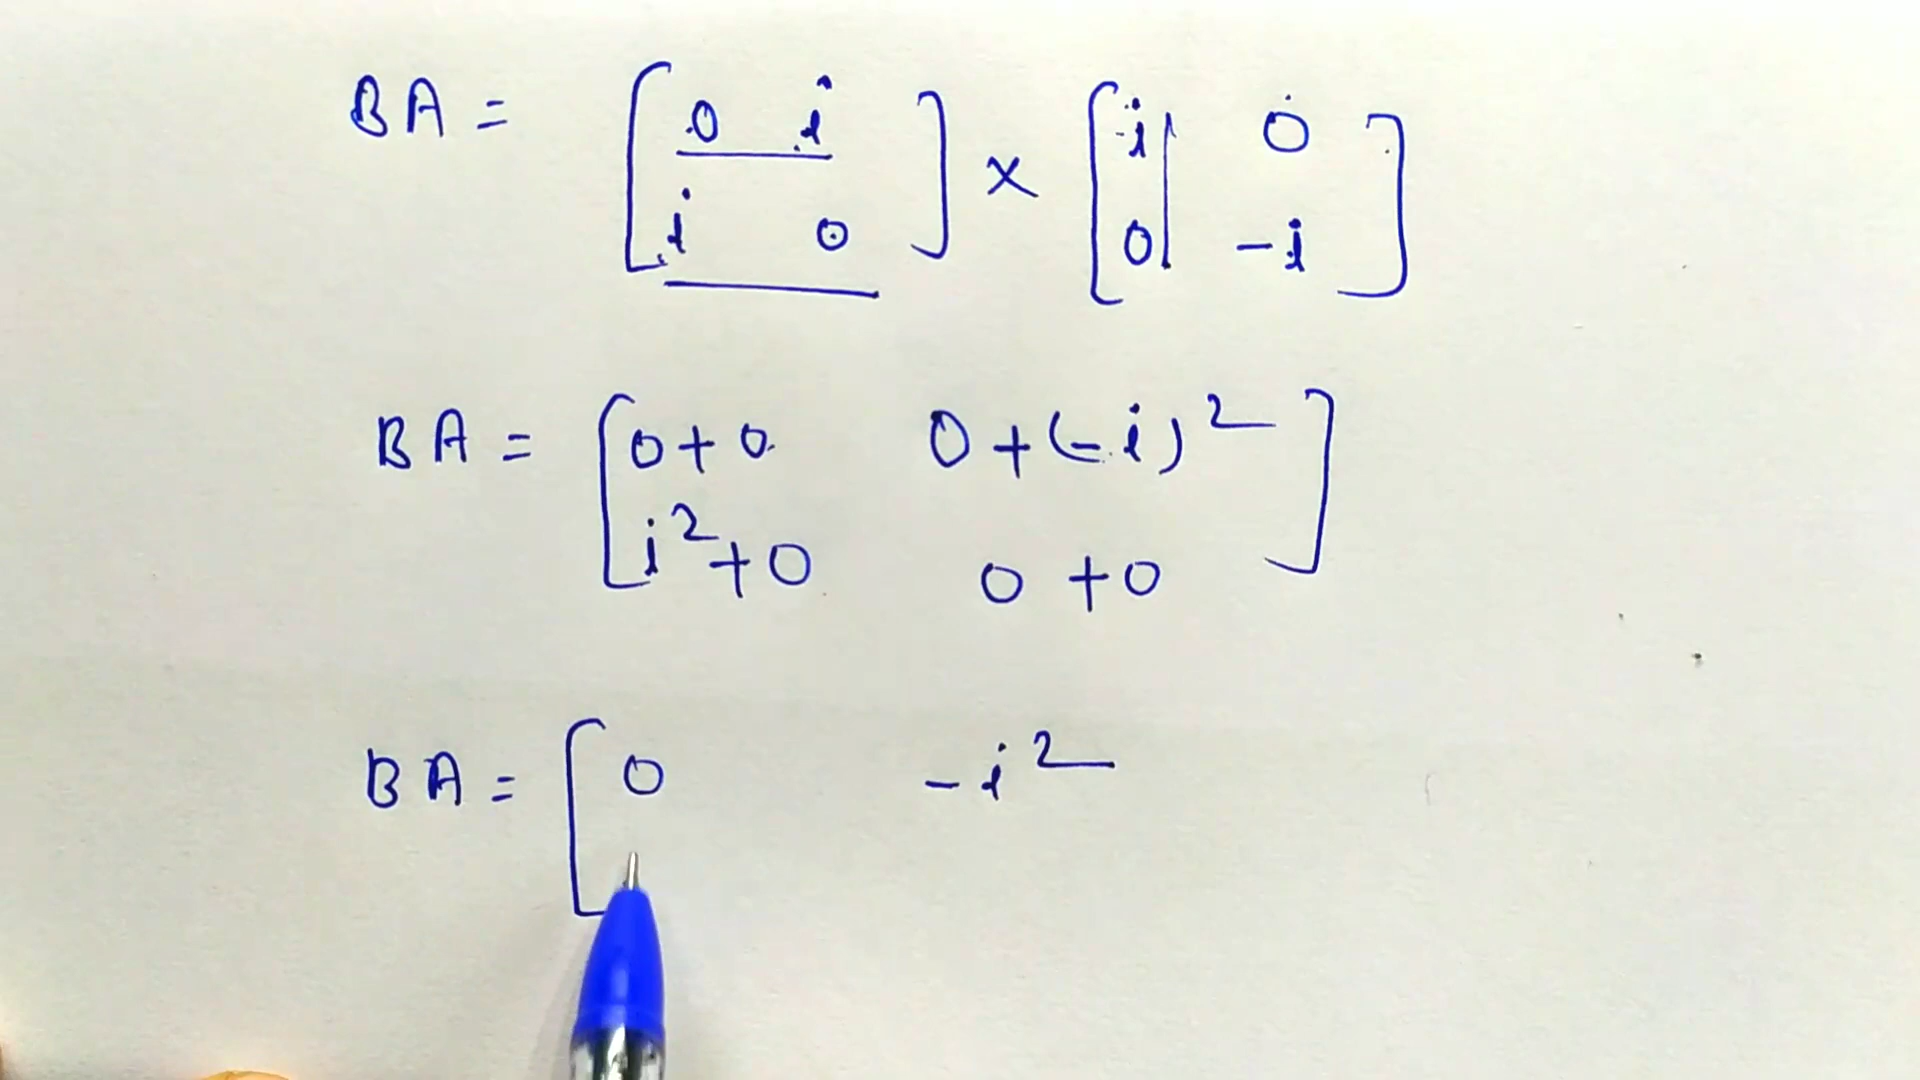 BA = [ 0 i ] × [ i 0 ]
[ i 0 ] [ 0 -i ]
BA = [ 0+0 0+(-i)² ]
[ i²+0 0+0 ]
BA = [ 0 -i²